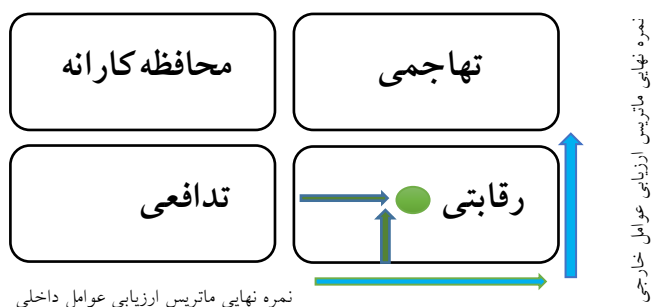 تهاجمی
محافظه کارانه
رقابتی
تدافعی
نمره نهایی ماتریس ارزیابی عوامل داخلی
نمره نهایی ماتریس ارزیابی عوامل خارجی